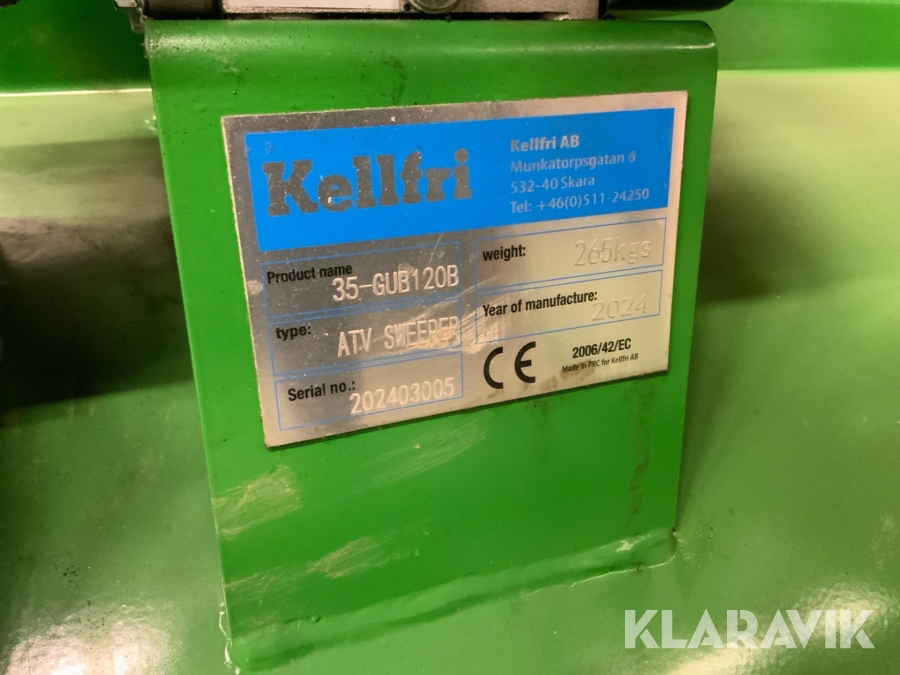 Kellfri
Kellfri AB
Munkatorpsgatan 6
532-40 Skara
Tel: +46(0)511-24250
Product name
35-GUB120B
weight:
265kgs
type:
ATV SWEEPER
Year of manufacture:
2024
Serial no.:
202403005
CE
2006/42/EC
Made in PRC for Kellfri AB
KLARAVIK